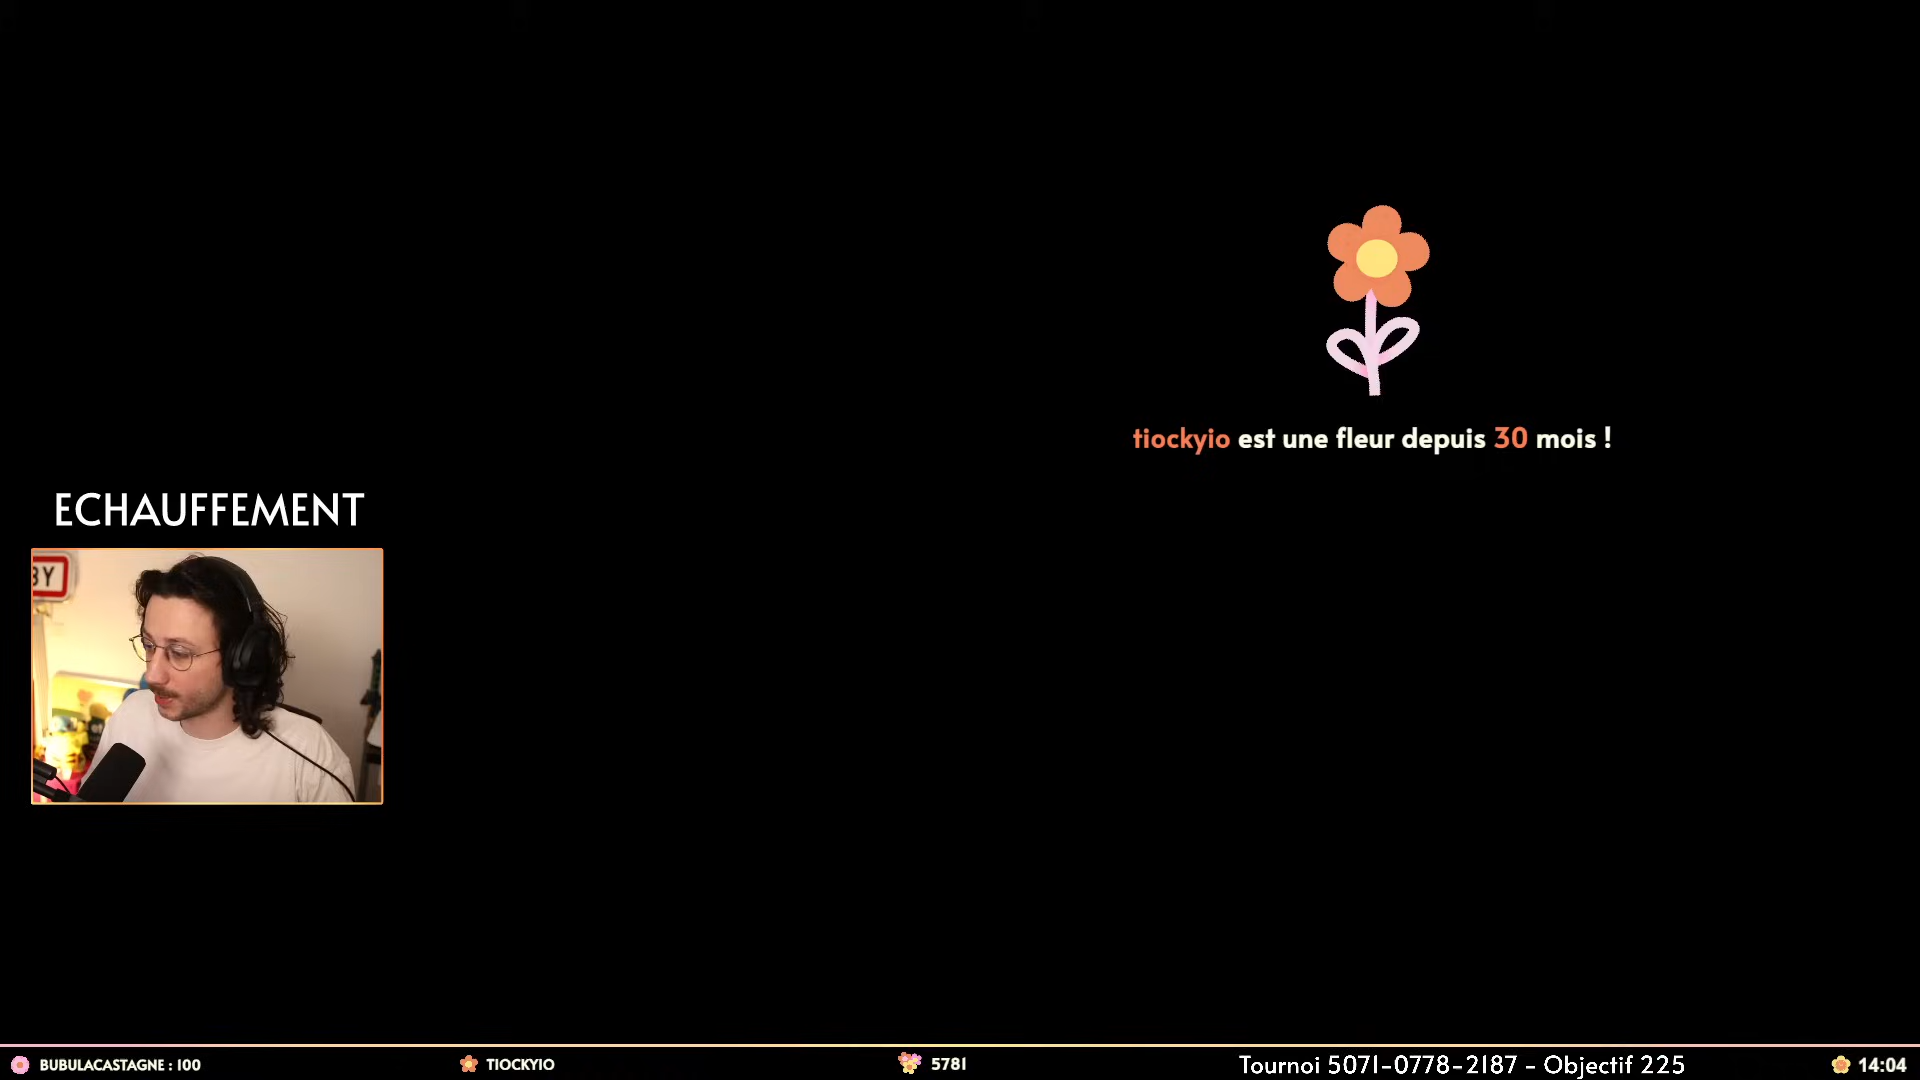 tiockyio est une fleur depuis 30 mois !
ECHAUFFEMENT
BY
BUBULACASTAGNE : 100
TIOCKYIO
5781
Tournoi 5071-0778-2187 - Objectif 225
14:04